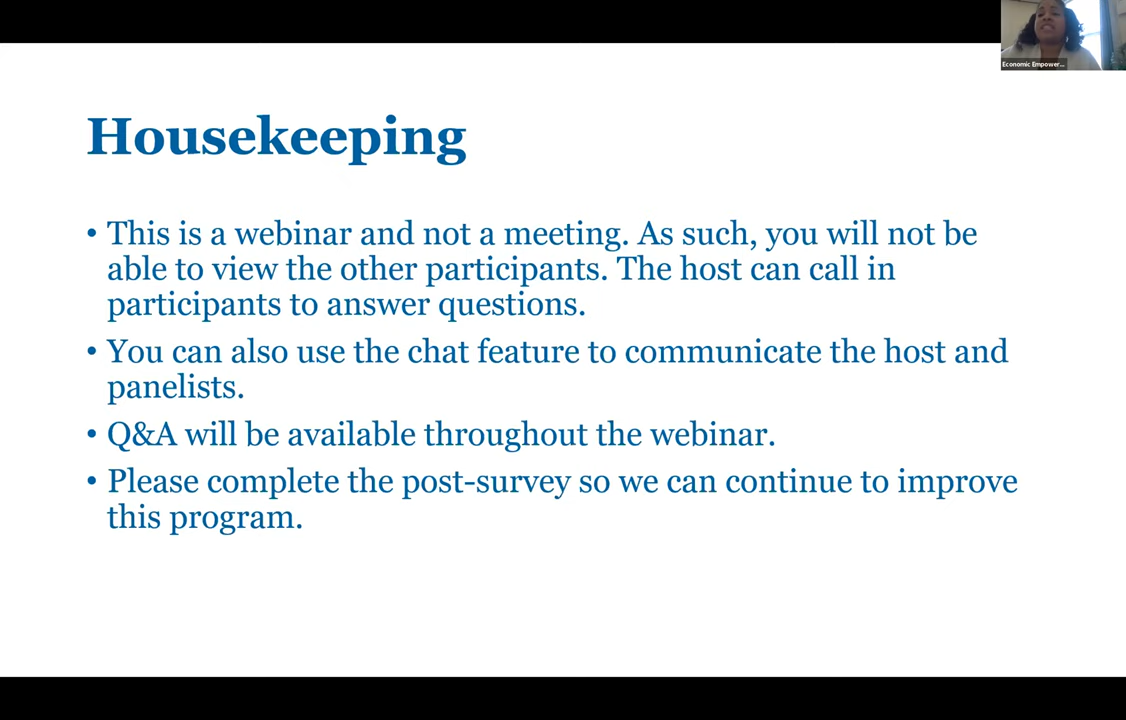 Economic Empower...
Housekeeping
• This is a webinar and not a meeting. As such, you will not be
able to view the other participants. The host can call in
participants to answer questions.
• You can also use the chat feature to communicate the host and
panelists.
• Q&A will be available throughout the webinar.
• Please complete the post-survey so we can continue to improve
this program.